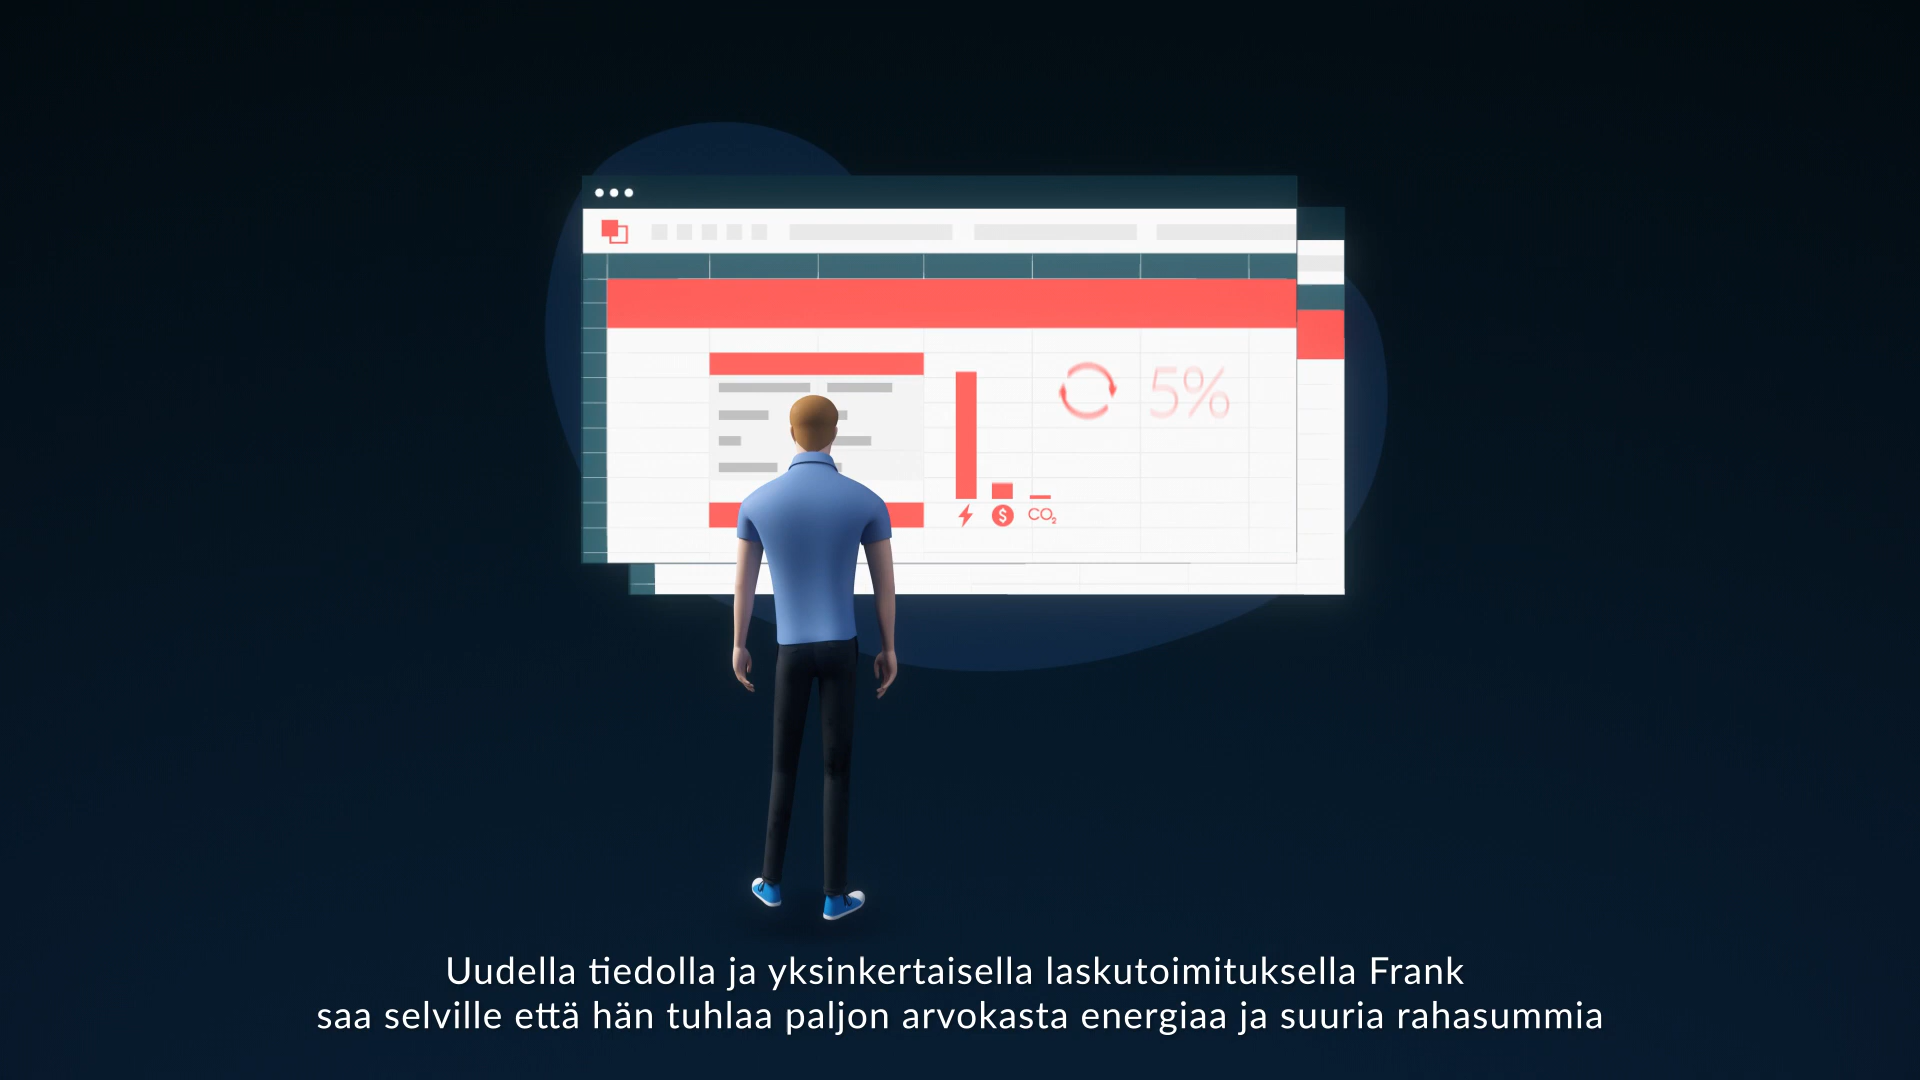 5%
$
CO₂
Uudella tiedolla ja yksinkertaisella laskutoimituksella Frank
saa selville että hän tuhlaa paljon arvokasta energiaa ja suuria rahasummia